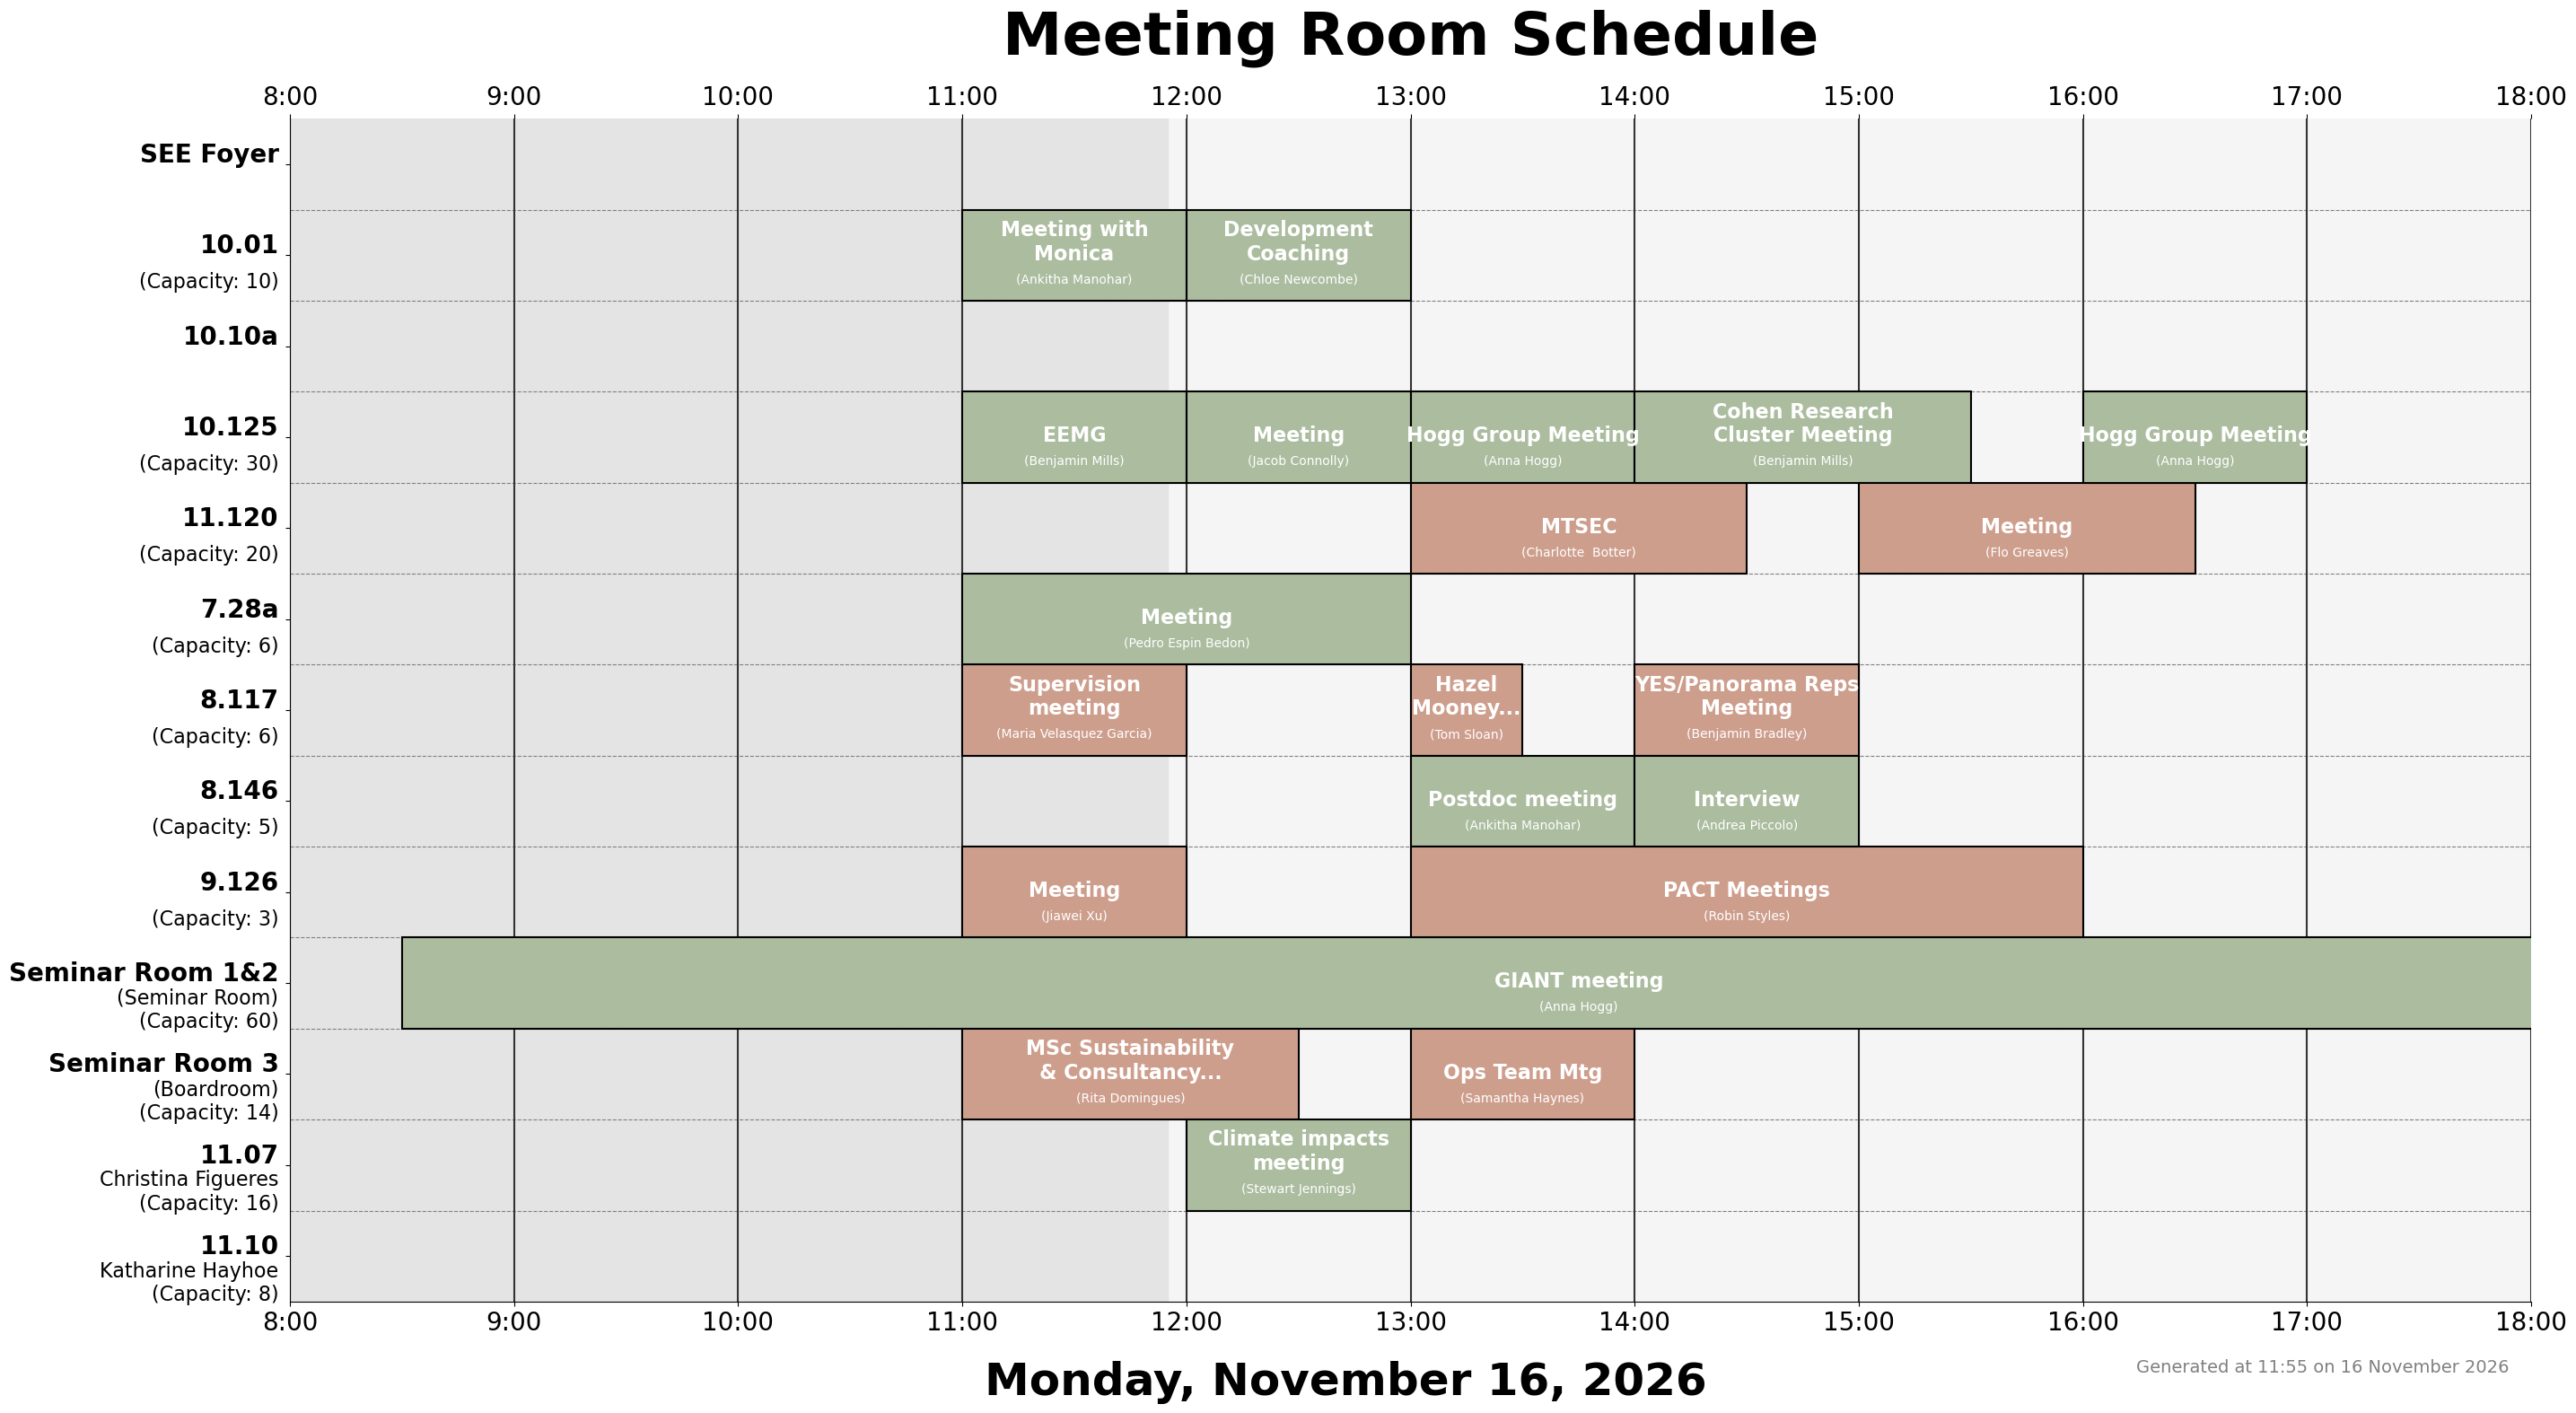 Meeting Room Schedule
8:00 9:00 10:00 11:00 12:00 13:00 14:00 15:00 16:00 17:00 18:00
SEE Foyer
10.01
(Capacity: 10)
Meeting with
Monica
(Ankitha Manohar)
Development
Coaching
(Chloe Newcombe)
10.10a
10.125
(Capacity: 30)
EEMG
(Benjamin Mills)
Meeting
(Jacob Connolly)
Hogg Group Meeting
(Anna Hogg)
Cohen Research
Cluster Meeting
(Benjamin Mills)
Hogg Group Meeting
(Anna Hogg)
11.120
(Capacity: 20)
MTSEC
(Charlotte  Botter)
Meeting
(Flo Greaves)
7.28a
(Capacity: 6)
Meeting
(Pedro Espin Bedon)
8.117
(Capacity: 6)
Supervision
meeting
(Maria Velasquez Garcia)
Hazel
Mooney...
(Tom Sloan)
YES/Panorama Reps
Meeting
(Benjamin Bradley)
8.146
(Capacity: 5)
Postdoc meeting
(Ankitha Manohar)
Interview
(Andrea Piccolo)
9.126
(Capacity: 3)
Meeting
(Jiawei Xu)
PACT Meetings
(Robin Styles)
Seminar Room 1&2
(Seminar Room)
(Capacity: 60)
GIANT meeting
(Anna Hogg)
Seminar Room 3
(Boardroom)
(Capacity: 14)
MSc Sustainability
& Consultancy...
(Rita Domingues)
Ops Team Mtg
(Samantha Haynes)
11.07
Christina Figueres
(Capacity: 16)
Climate impacts
meeting
(Stewart Jennings)
11.10
Katharine Hayhoe
(Capacity: 8)
8:00 9:00 10:00 11:00 12:00 13:00 14:00 15:00 16:00 17:00 18:00
Monday, November 16, 2026
Generated at 11:55 on 16 November 2026